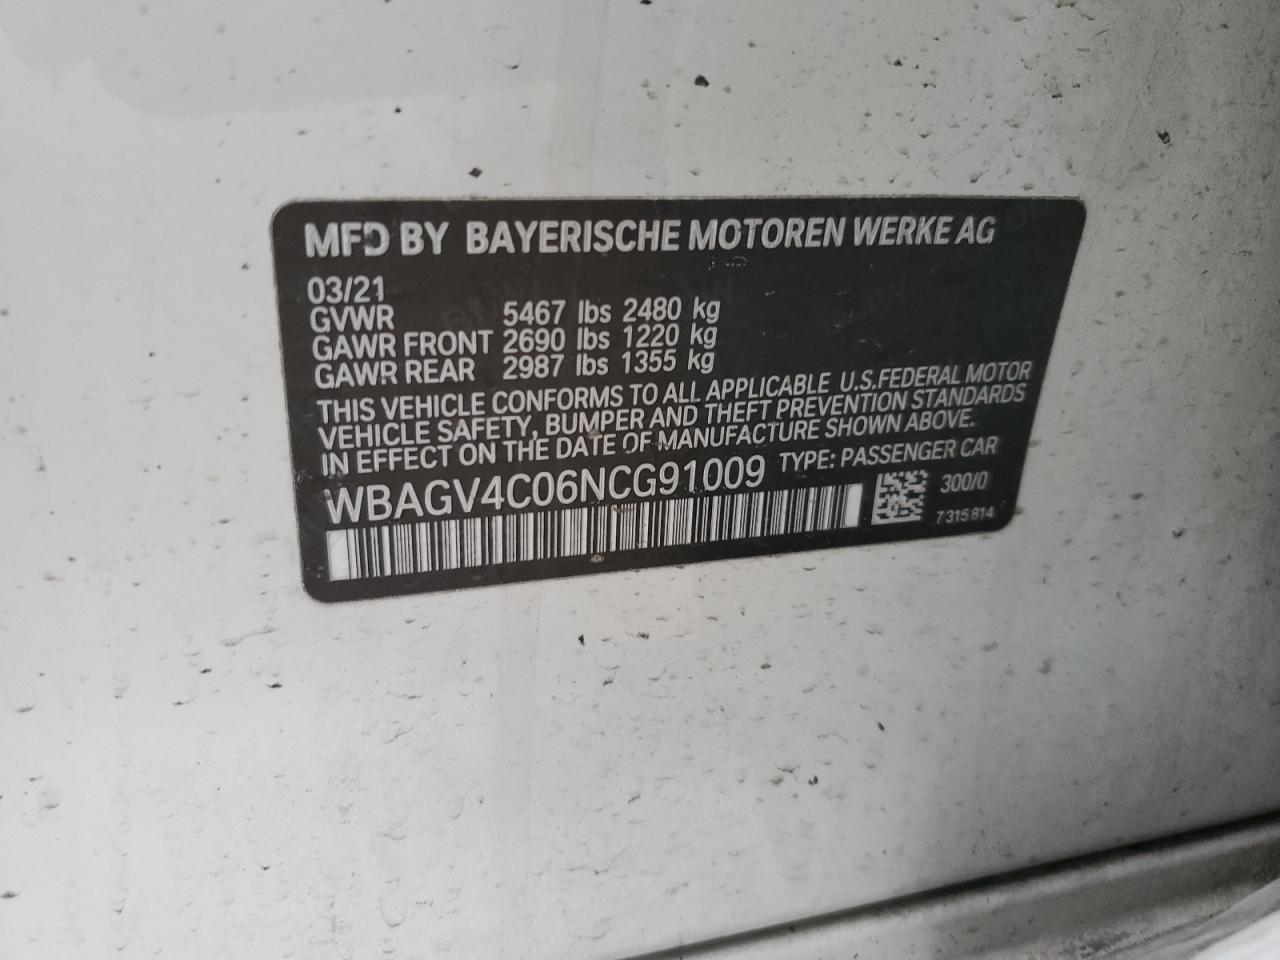 MFD BY BAYERISCHE MOTOREN WERKE AG
03/21
GVWR 5467 lbs 2480 kg
GAWR FRONT 2690 lbs 1220 kg
GAWR REAR 2987 lbs 1355 kg
THIS VEHICLE CONFORMS TO ALL APPLICABLE U.S.FEDERAL MOTOR
VEHICLE SAFETY, BUMPER AND THEFT PREVENTION STANDARDS
IN EFFECT ON THE DATE OF MANUFACTURE SHOWN ABOVE.
WBAGV4C06NCG91009 TYPE: PASSENGER CAR
300/0
7 315 814